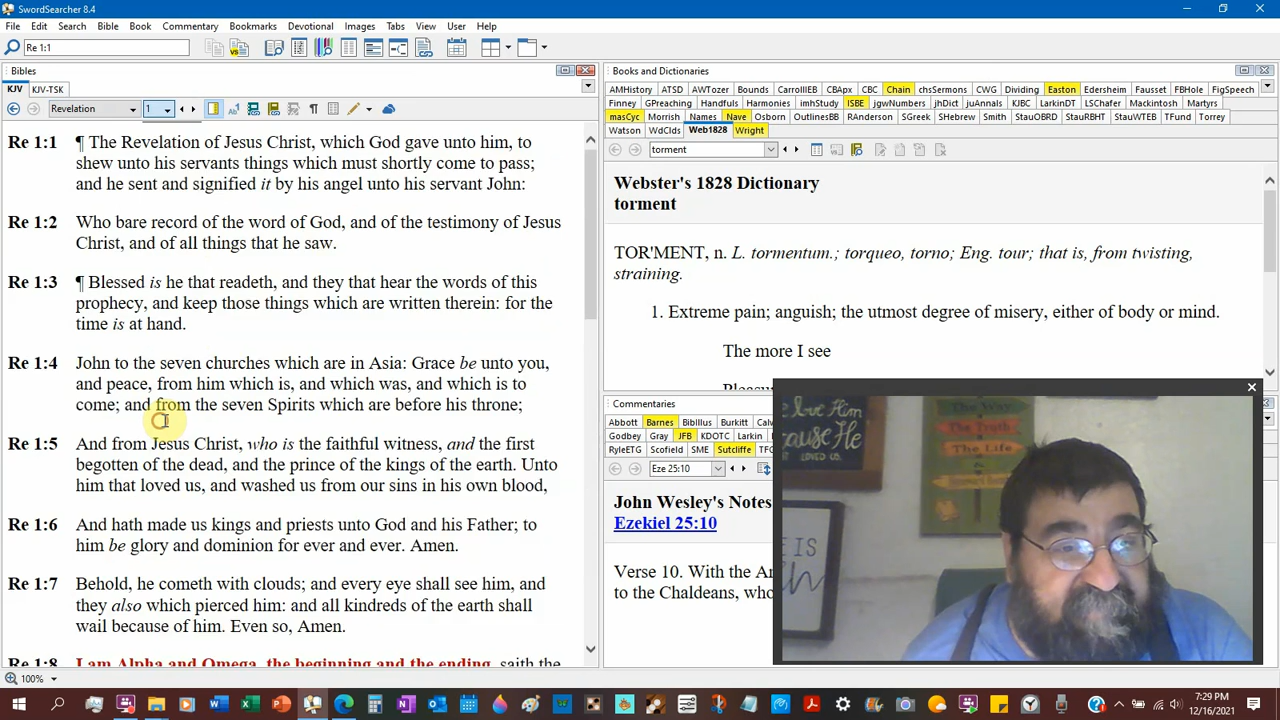 SwordSearcher 8.4
File Edit Search Bible Book Commentary Bookmarks Devotional Images Tabs View User Help
Re 1:1
Bibles
KJV KJV-TSK
Revelation 1
Re 1:1 ¶ The Revelation of Jesus Christ, which God gave unto him, to
shew unto his servants things which must shortly come to pass;
and he sent and signified it by his angel unto his servant John:
Re 1:2 Who bare record of the word of God, and of the testimony of Jesus
Christ, and of all things that he saw.
Re 1:3 ¶ Blessed is he that readeth, and they that hear the words of this
prophecy, and keep those things which are written therein: for the
time is at hand.
Re 1:4 John to the seven churches which are in Asia: Grace be unto you,
and peace, from him which is, and which was, and which is to
come; and from the seven Spirits which are before his throne;
Re 1:5 And from Jesus Christ, who is the faithful witness, and the first
begotten of the dead, and the prince of the kings of the earth. Unto
him that loved us, and washed us from our sins in his own blood,
Re 1:6 And hath made us kings and priests unto God and his Father; to
him be glory and dominion for ever and ever. Amen.
Re 1:7 Behold, he cometh with clouds; and every eye shall see him, and
they also which pierced him: and all kindreds of the earth shall
wail because of him. Even so, Amen.
Re 1:8 I am Alpha and Omega, the beginning and the ending, saith the
100%
Books and Dictionaries
AMHistory ATSD AWTozer Bounds CarrollEIB CBApx CBC Chain chsSermons CWG Dividing Easton Edersheim Fausset FBHole FigSpeech
Finney GPreaching Handfuls Harmonies imhStudy ISBE jgwNumbers jhDict juAnnals KJBC LarkinDT LSChafer Mackintosh Martyrs
masCyc Morrish Names Nave Osborn OutlinesBB RAnderson SGreek SHebrew Smith StauOBRD StauRBHT StauWTEB TFund Torrey
Watson WdClds Web1828 Wright
torment
Webster's 1828 Dictionary
torment
TOR'MENT, n. L. tormentum.; torqueo, torno; Eng. tour; that is, from twisting,
straining.
1. Extreme pain; anguish; the utmost degree of misery, either of body or mind.
The more I see
Commentaries
Abbott Barnes BibIllus Burkitt
Godbey Gray JFB KDOTC Larkin
RyleETG Scofield SME Sutcliffe
Eze 25:10
John Wesley's Notes
Ezekiel 25:10
Verse 10. With the
to the Chaldeans, who
love Him
cause He
LOVED US.
The Way
The Truth
The Life
7:29 PM
12/16/2021